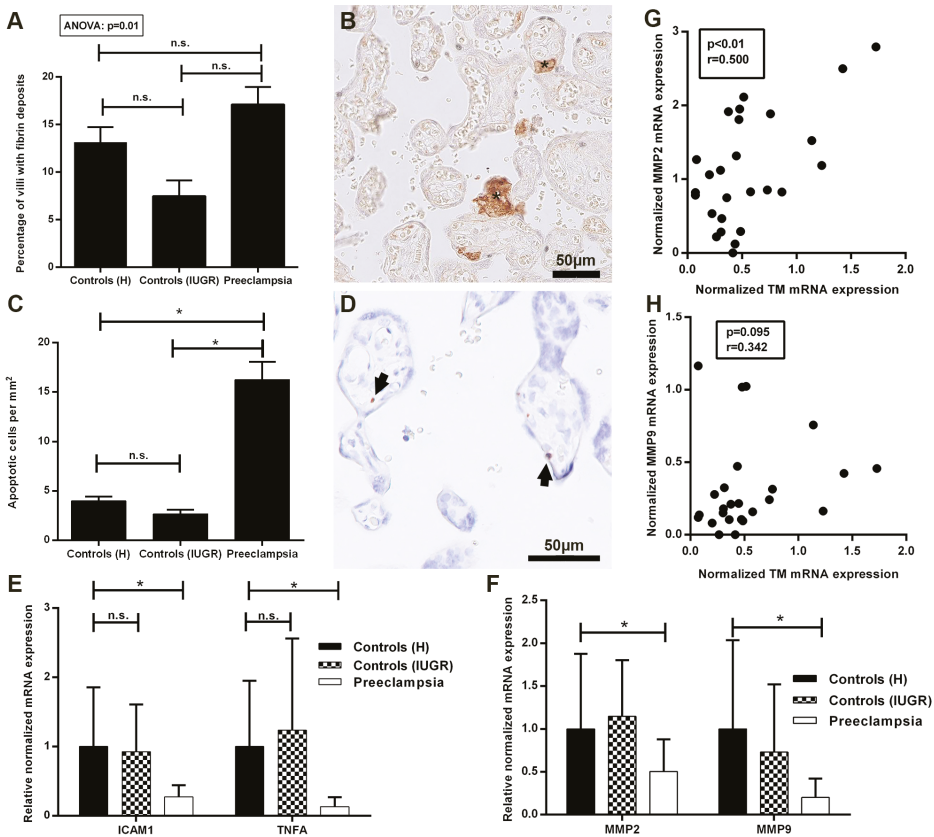 A
ANOVA: p=0.01
n.s.
n.s.
n.s.
Percentage of villi with fibrin deposits
20
15
10
5
0
Controls (H) Controls (IUGR) Preeclampsia
B
*
*
50µm
C
*
*
n.s.
Apoptotic cells per mm2
20
15
10
5
0
Controls (H) Controls (IUGR) Preeclampsia
D
50µm
E
*
*
n.s.
n.s.
Relative normalized mRNA expression
3
2
1
0
ICAM1
TNFA
Controls (H)
Controls (IUGR)
Preeclampsia
F
*
*
Relative normalized mRNA expression
2.5
2.0
1.5
1.0
0.5
0.0
MMP2
MMP9
Controls (H)
Controls (IUGR)
Preeclampsia
G
p<0.01
r=0.500
Normalized MMP2 mRNA expression
3
2
1
0
0.0 0.5 1.0 1.5 2.0
Normalized TM mRNA expression
H
p=0.095
r=0.342
Normalized MMP9 mRNA expression
1.5
1.0
0.5
0.0
0.0 0.5 1.0 1.5 2.0
Normalized TM mRNA expression